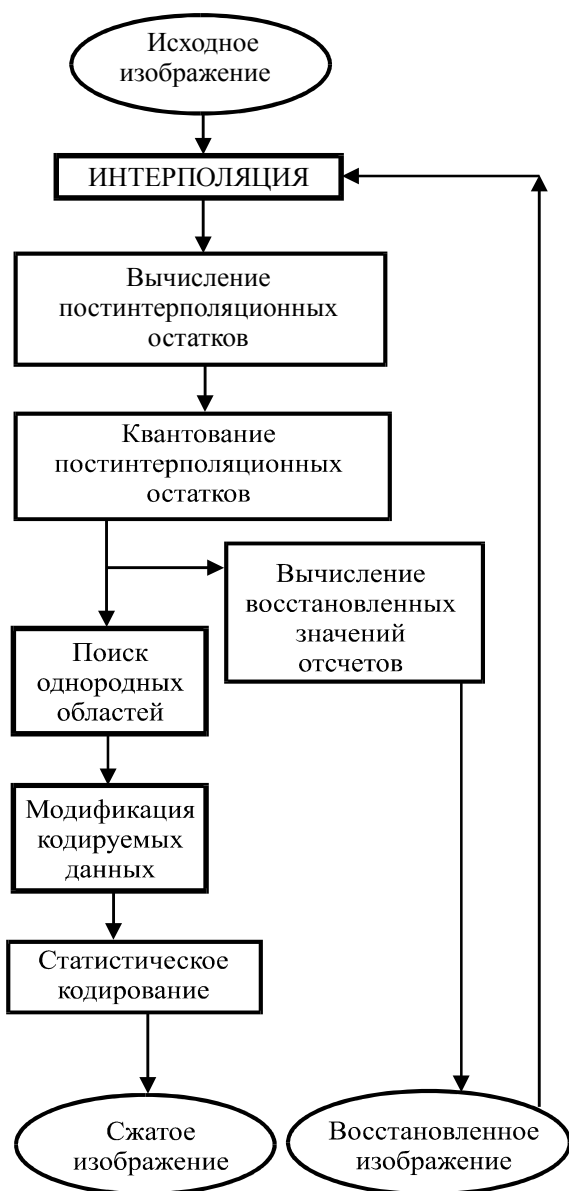 Исходное
изображение
ИНТЕРПОЛЯЦИЯ
Вычисление
постинтерполяционных
остатков
Квантование
постинтерполяционных
остатков
Вычисление
восстановленных
значений
отсчетов
Поиск
однородных
областей
Модификация
кодируемых
данных
Статистическое
кодирование
Сжатое
изображение
Восстановленное
изображение